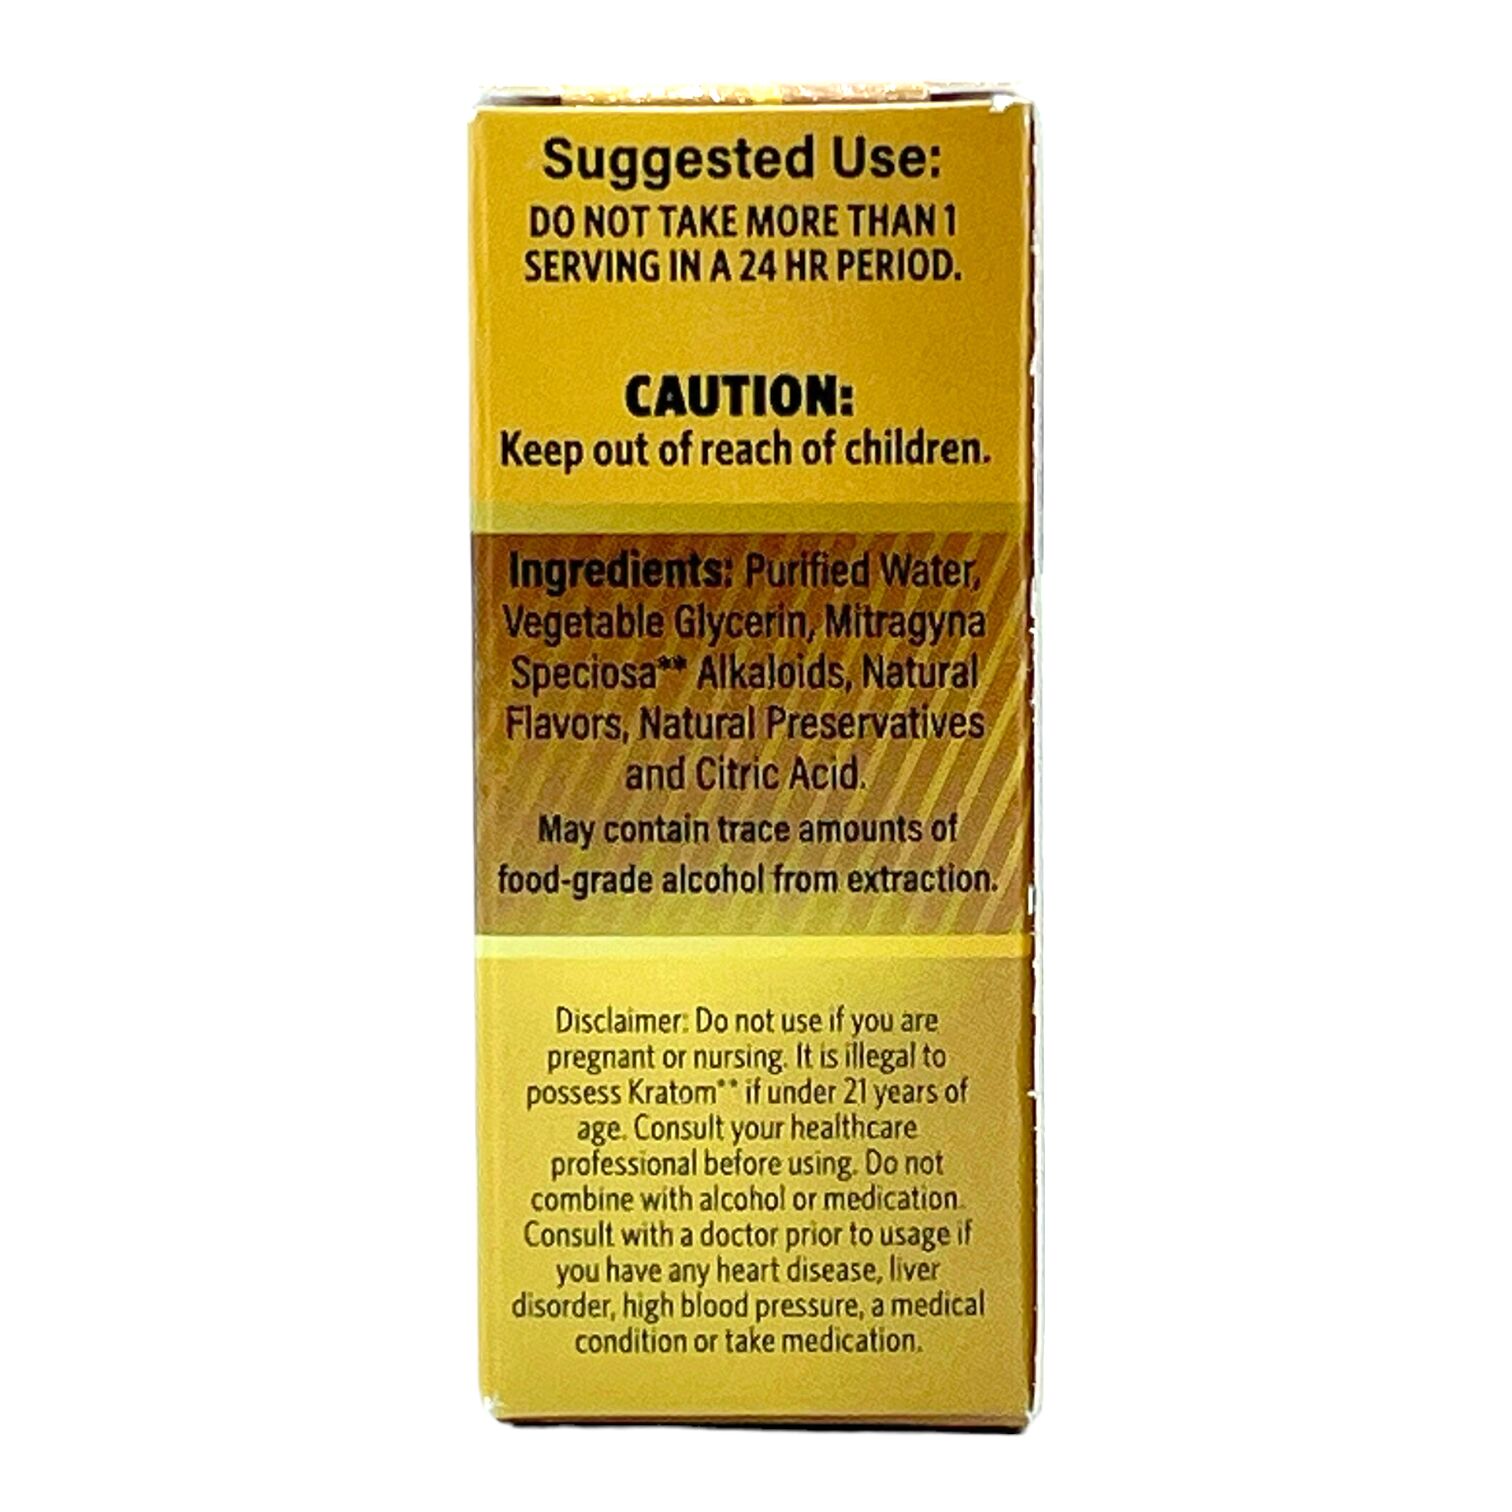 Suggested Use:
DO NOT TAKE MORE THAN 1
SERVING IN A 24 HR PERIOD.
CAUTION:
Keep out of reach of children.
Ingredients: Purified Water,
Vegetable Glycerin, Mitragyna
Speciosa** Alkaloids, Natural
Flavors, Natural Preservatives
and Citric Acid.
May contain trace amounts of
food-grade alcohol from extraction.
Disclaimer: Do not use if you are
pregnant or nursing. It is illegal to
possess Kratom** if under 21 years of
age. Consult your healthcare
professional before using. Do not
combine with alcohol or medication.
Consult with a doctor prior to usage if
you have any heart disease, liver
disorder, high blood pressure, a medical
condition or take medication.